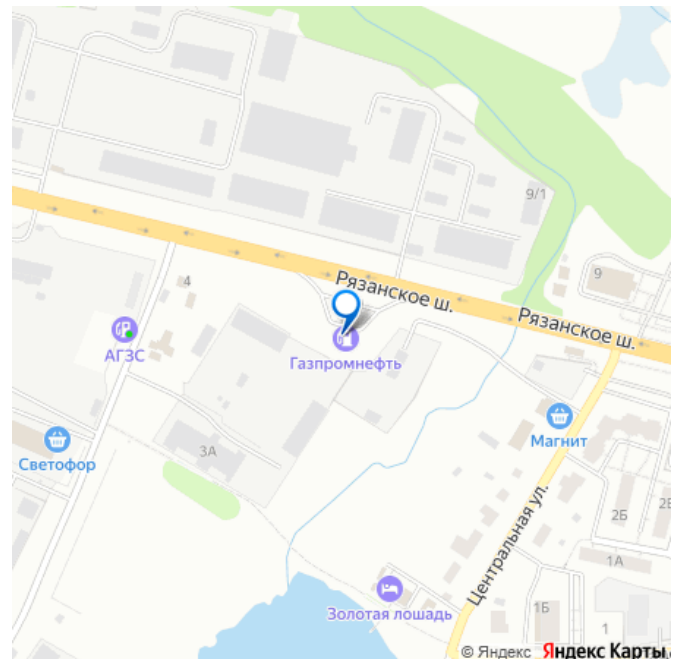 9/1
Рязанское ш.
9
4
Рязанское ш.
АГЗС
Газпромнефть
Магнит
3А
Светофор
Центральная ул.
2Б
1А
Золотая лошадь
1Б
1
© Яндекс Яндекс Карты